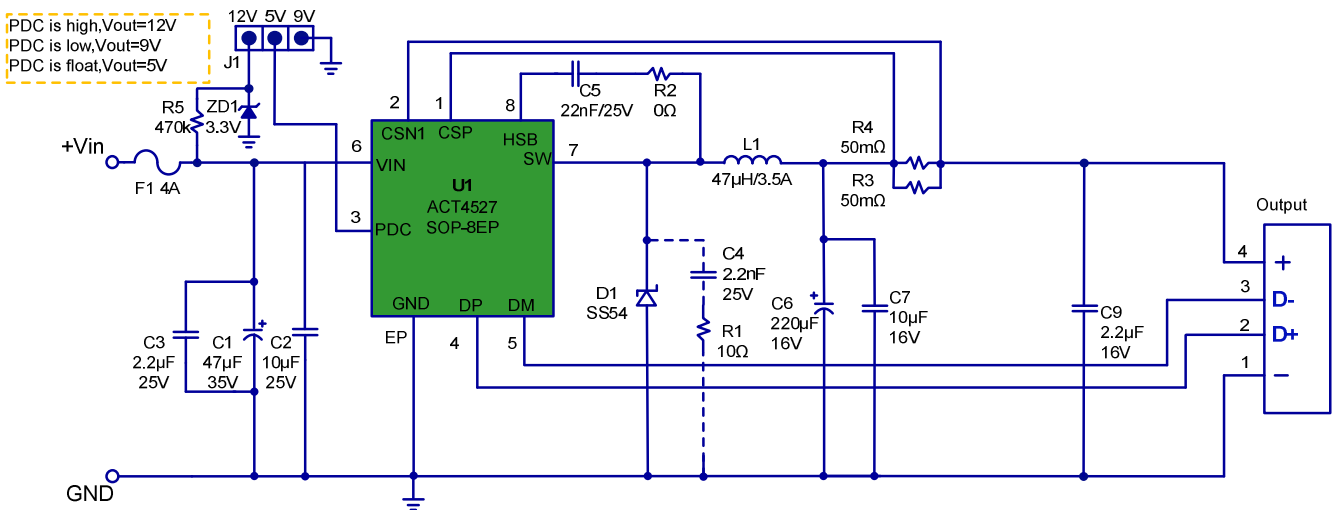 PDC is high,Vout=12V
PDC is low,Vout=9V
PDC is float,Vout=5V
12V 5V 9V
J1
R5
470k
ZD1
3.3V
+Vin
F1 4A
2
1
8
C5
22nF/25V
R2
0Ω
CSN1
CSP
HSB
SW
7
6
VIN
U1
ACT4527
SOP-8EP
3
PDC
GND
DP
DM
EP
4
5
L1
47µH/3.5A
R4
50mΩ
R3
50mΩ
C3
2.2µF
25V
C1
+
47µF
35V
C2
10µF
25V
D1
SS54
C4
2.2nF
25V
R1
10Ω
C6
+
220µF
16V
C7
10µF
16V
C9
2.2µF
16V
Output
4
+
3
D-
2
D+
1
−
GND